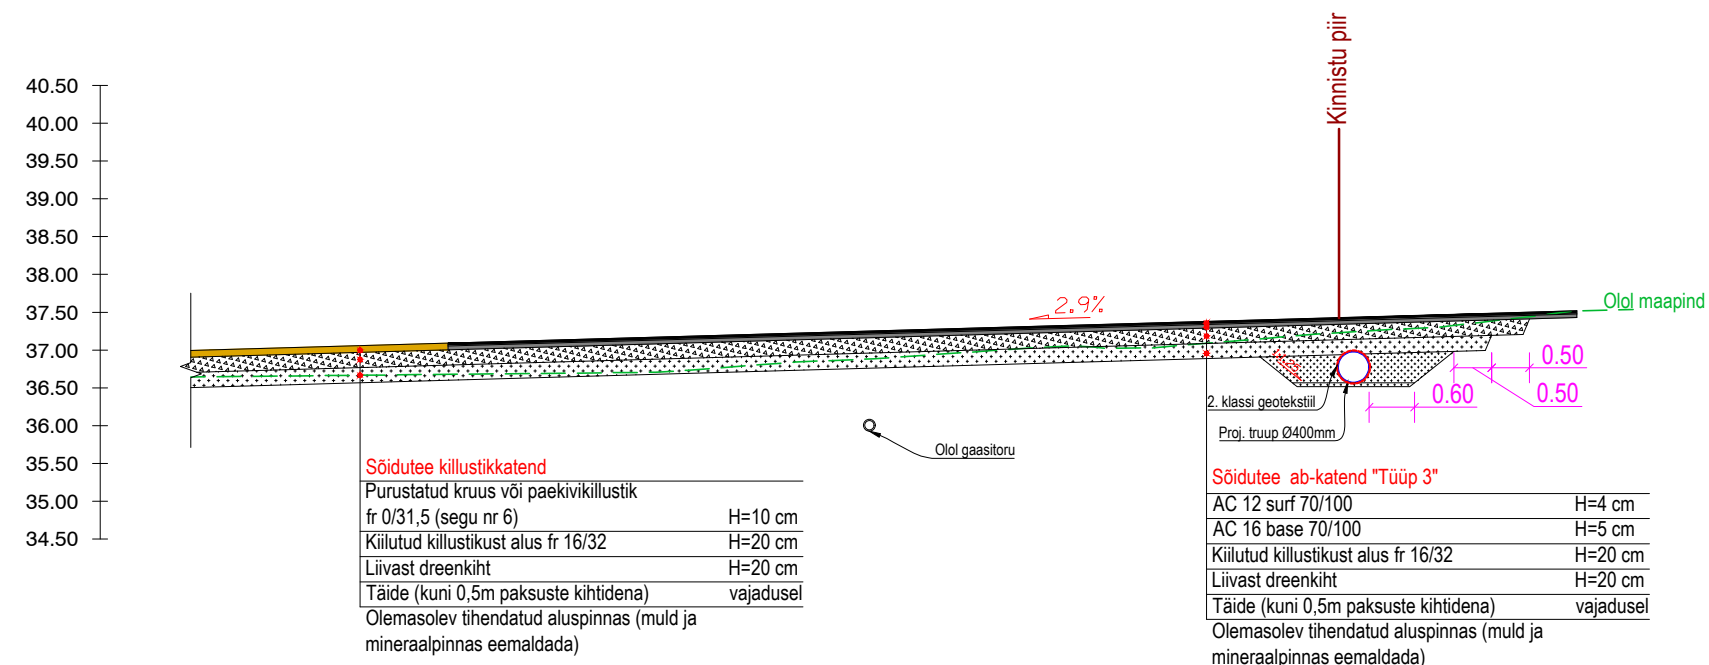 Kinnistu piir
40.50
40.00
39.50
39.00
38.50
38.00
37.50
37.00
36.50
36.00
35.50
35.00
34.50
2.9%
Olol maapind
0.50
0.50
0.60
2. klassi geotekstiil
Proj. truup Ø400mm
Olol gaasitoru
Sõidutee killustikkatend
Purustatud kruus või paekivikillustik
fr 0/31,5 (segu nr 6) H=10 cm
Kiilutud killustikust alus fr 16/32 H=20 cm
Liivast dreenkiht H=20 cm
Täide (kuni 0,5m paksuste kihtidena) vajadusel
Olemasolev tihendatud aluspinnas (muld ja
mineraalpinnas eemaldada)
Sõidutee ab-katend "Tüüp 3"
AC 12 surf 70/100 H=4 cm
AC 16 base 70/100 H=5 cm
Kiilutud killustikust alus fr 16/32 H=20 cm
Liivast dreenkiht H=20 cm
Täide (kuni 0,5m paksuste kihtidena) vajadusel
Olemasolev tihendatud aluspinnas (muld ja
mineraalpinnas eemaldada)